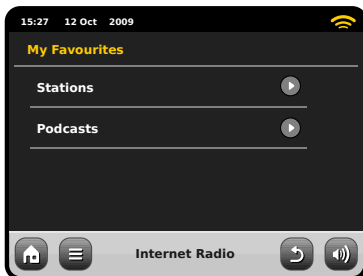 15:27 12 Oct 2009
My Favourites
Stations
Podcasts
Internet Radio